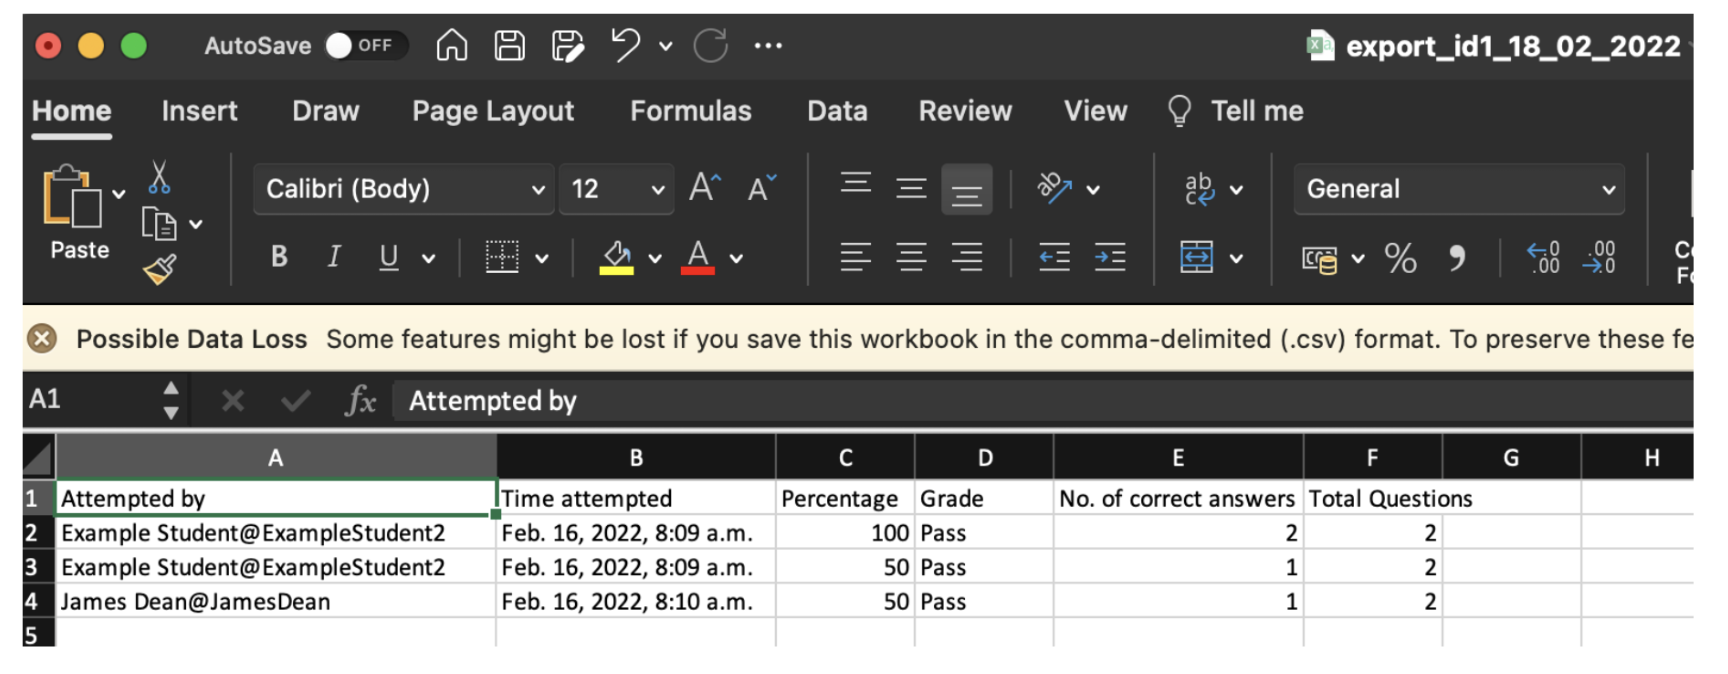 AutoSave OFF export_id1_18_02_2022
Home Insert Draw Page Layout Formulas Data Review View Tell me
Calibri (Body) 12 General
Paste
Possible Data Loss Some features might be lost if you save this workbook in the comma-delimited (.csv) format. To preserve these fe
A1 fx Attempted by
A B C D E F G H
1 Attempted by Time attempted Percentage Grade No. of correct answers Total Questions
2 Example Student@ExampleStudent2 Feb. 16, 2022, 8:09 a.m. 100 Pass 2 2
3 Example Student@ExampleStudent2 Feb. 16, 2022, 8:09 a.m. 50 Pass 1 2
4 James Dean@JamesDean Feb. 16, 2022, 8:10 a.m. 50 Pass 1 2
5